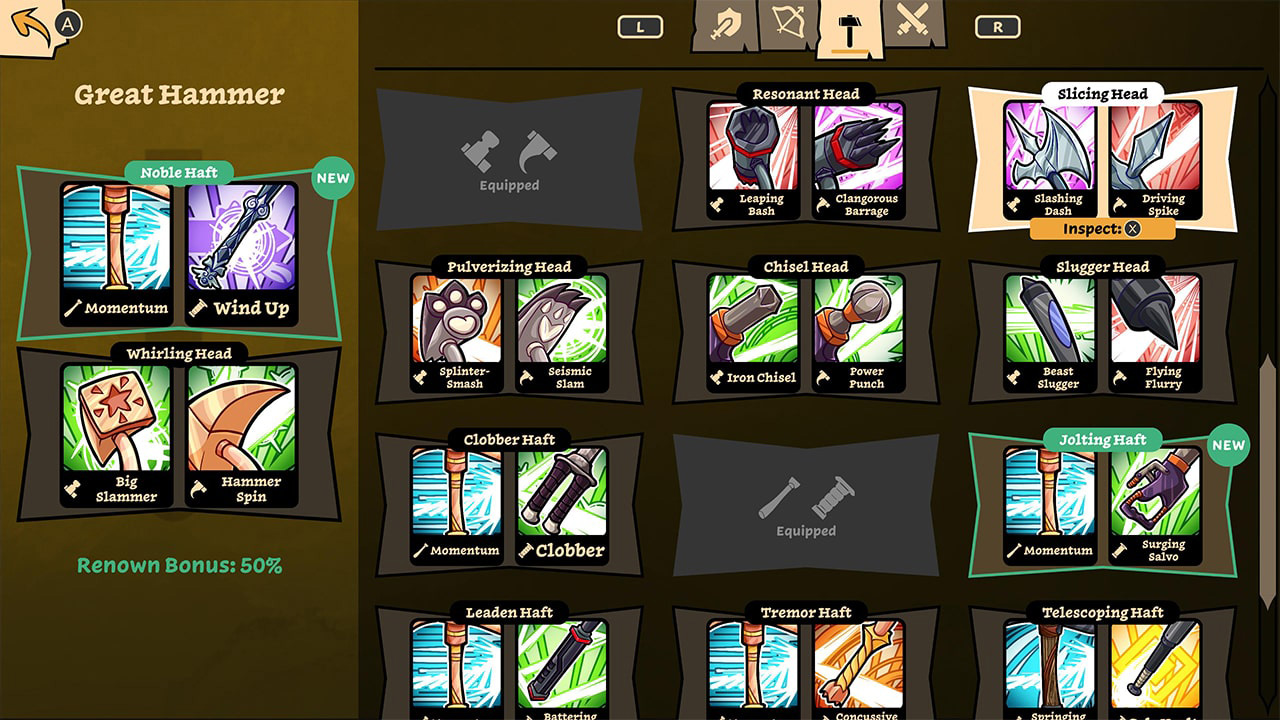 A
L
R
Great Hammer
Noble Haft
NEW
Momentum
Wind Up
Whirling Head
Big
Slammer
Hammer
Spin
Renown Bonus: 50%
Equipped
Resonant Head
Leaping
Bash
Clangorous
Barrage
Slicing Head
Slashing
Dash
Driving
Spike
Inspect: X
Pulverizing Head
Splinter-
Smash
Seismic
Slam
Chisel Head
Iron Chisel
Power
Punch
Slugger Head
Beast
Slugger
Flying
Flurry
Clobber Haft
Momentum
Clobber
Equipped
Jolting Haft
NEW
Momentum
Surging
Salvo
Leaden Haft
Battering
Tremor Haft
Concussive
Telescoping Haft
Springing